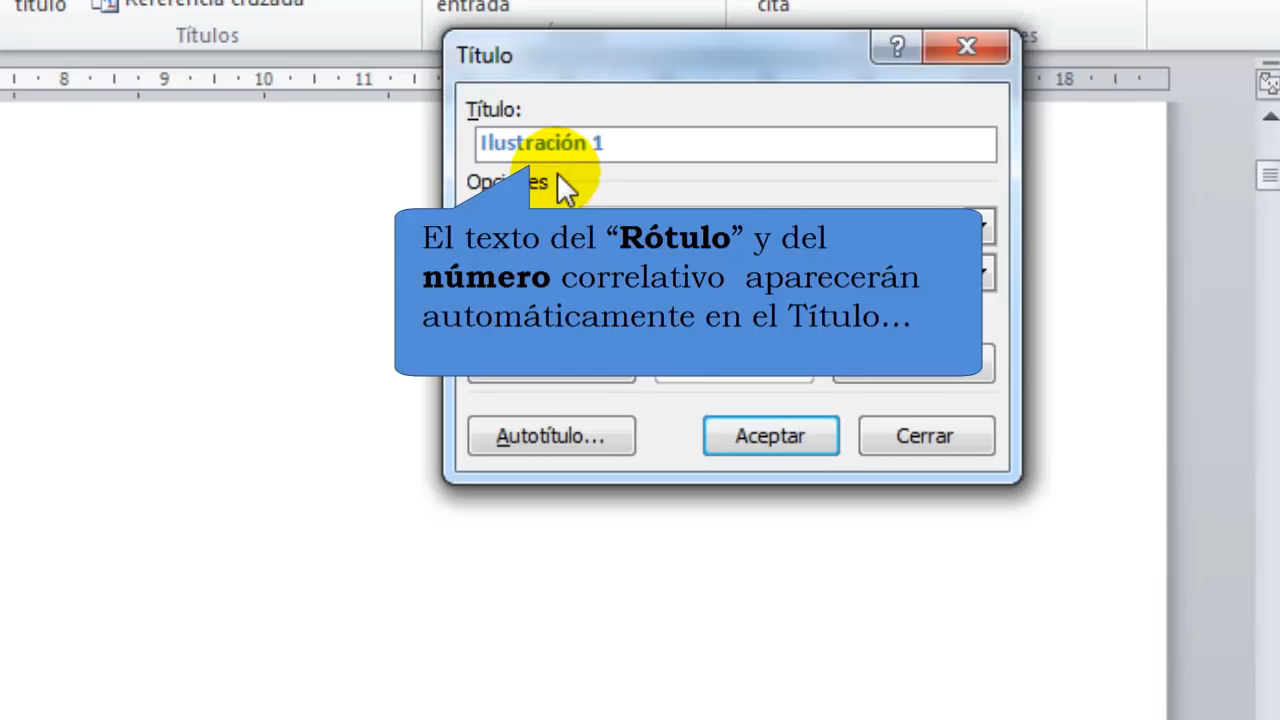 título Referencia cruzada
entrada
cita
Títulos
Título
?
8 9 10 11 18
Título:
Ilustración 1
El texto del “Rótulo” y del
número correlativo aparecerán
automáticamente en el Título...
Autotítulo...
Aceptar
Cerrar